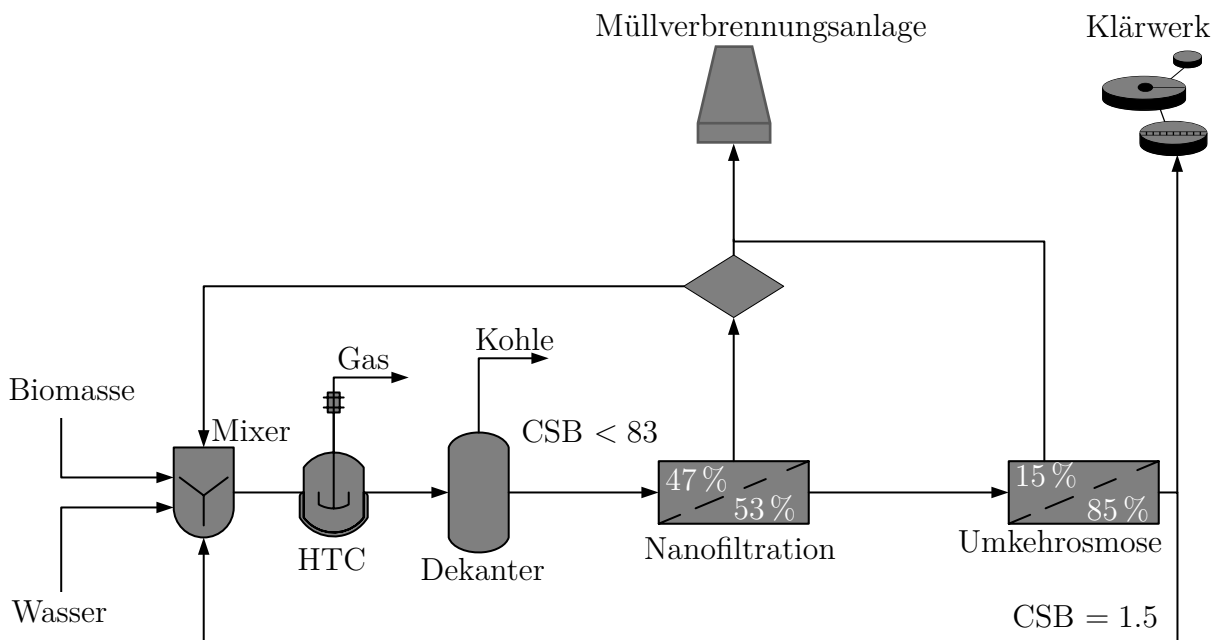 Müllverbrennungsanlage
Klärwerk
Kohle
Gas
Biomasse
Mixer
CSB < 83
47 %
15 %
53 %
85 %
Nanofiltration
Umkehrosmose
HTC
Dekanter
Wasser
CSB = 1.5